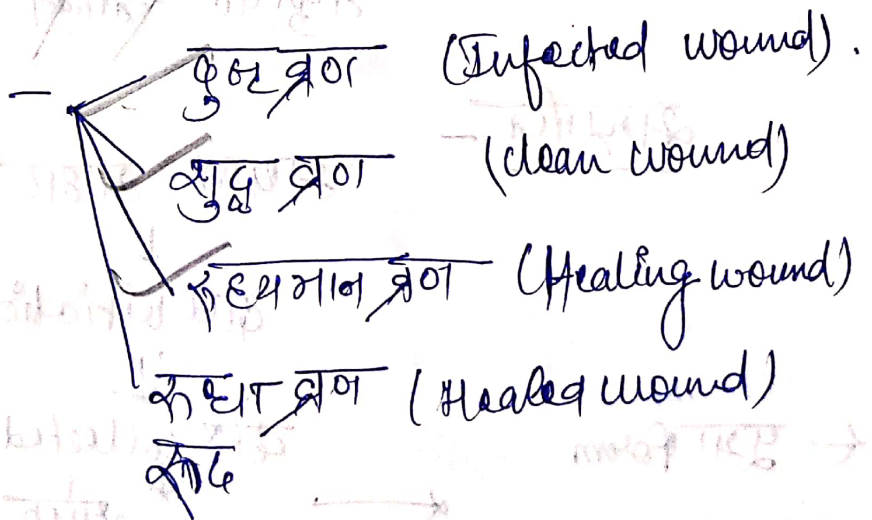 - दुष्ट व्रण (Infected wound).
शुद्ध व्रण (clean wound)
रुह्यमान व्रण (Healing wound)
रुधा व्रण (Healed wound)
रूढ